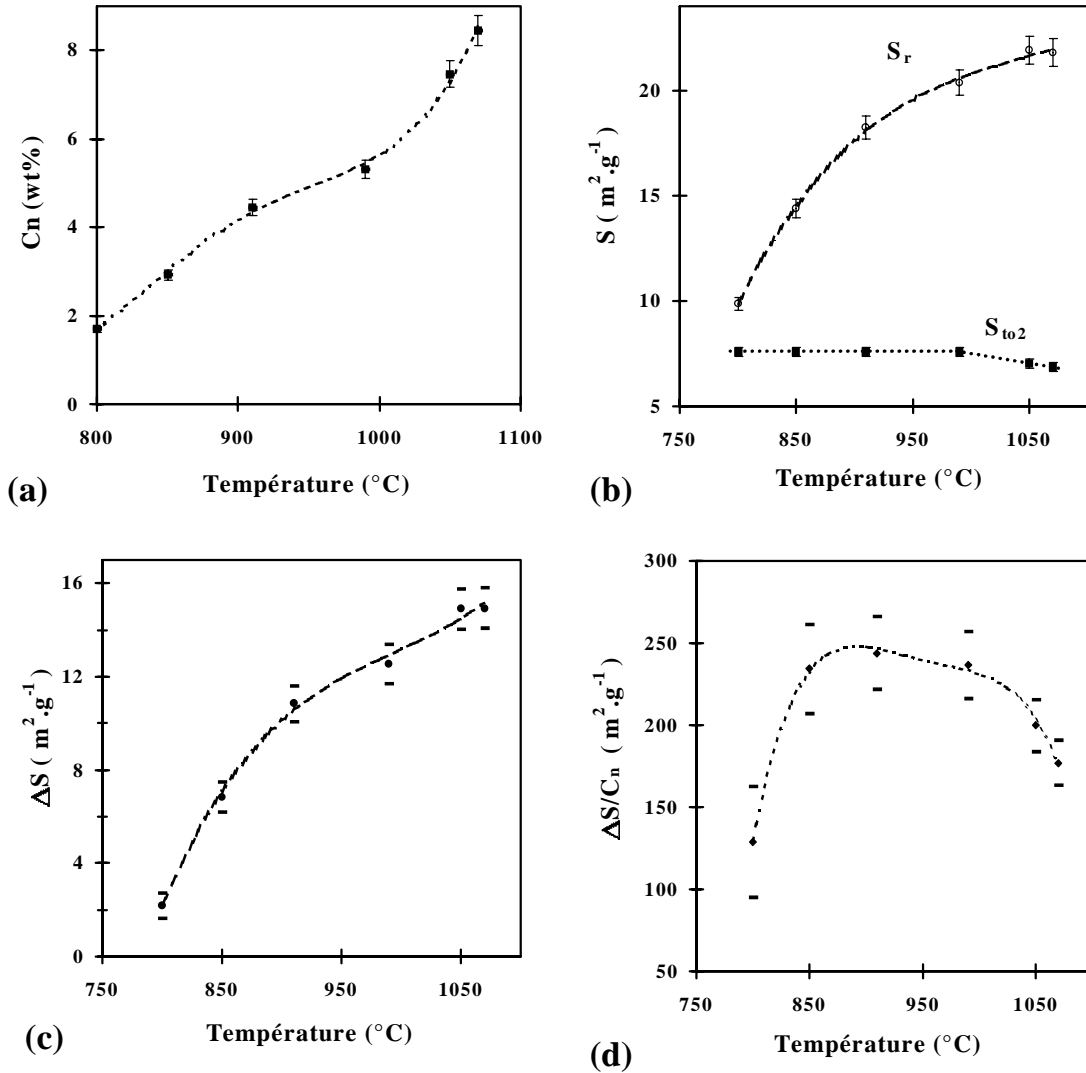 8
6
4
2
0
Cn (wt%)
800
900
1000
1100
Température (°C)
(a)
20
15
10
5
S ( m².g⁻¹)
Sᵣ
Sₜₒ₂
750
850
950
1050
Température (°C)
(b)
16
12
8
4
0
ΔS ( m².g⁻¹)
750
850
950
1050
Température (°C)
(c)
300
250
200
150
100
50
ΔS/Cₙ ( m².g⁻¹)
750
850
950
1050
Température (°C)
(d)